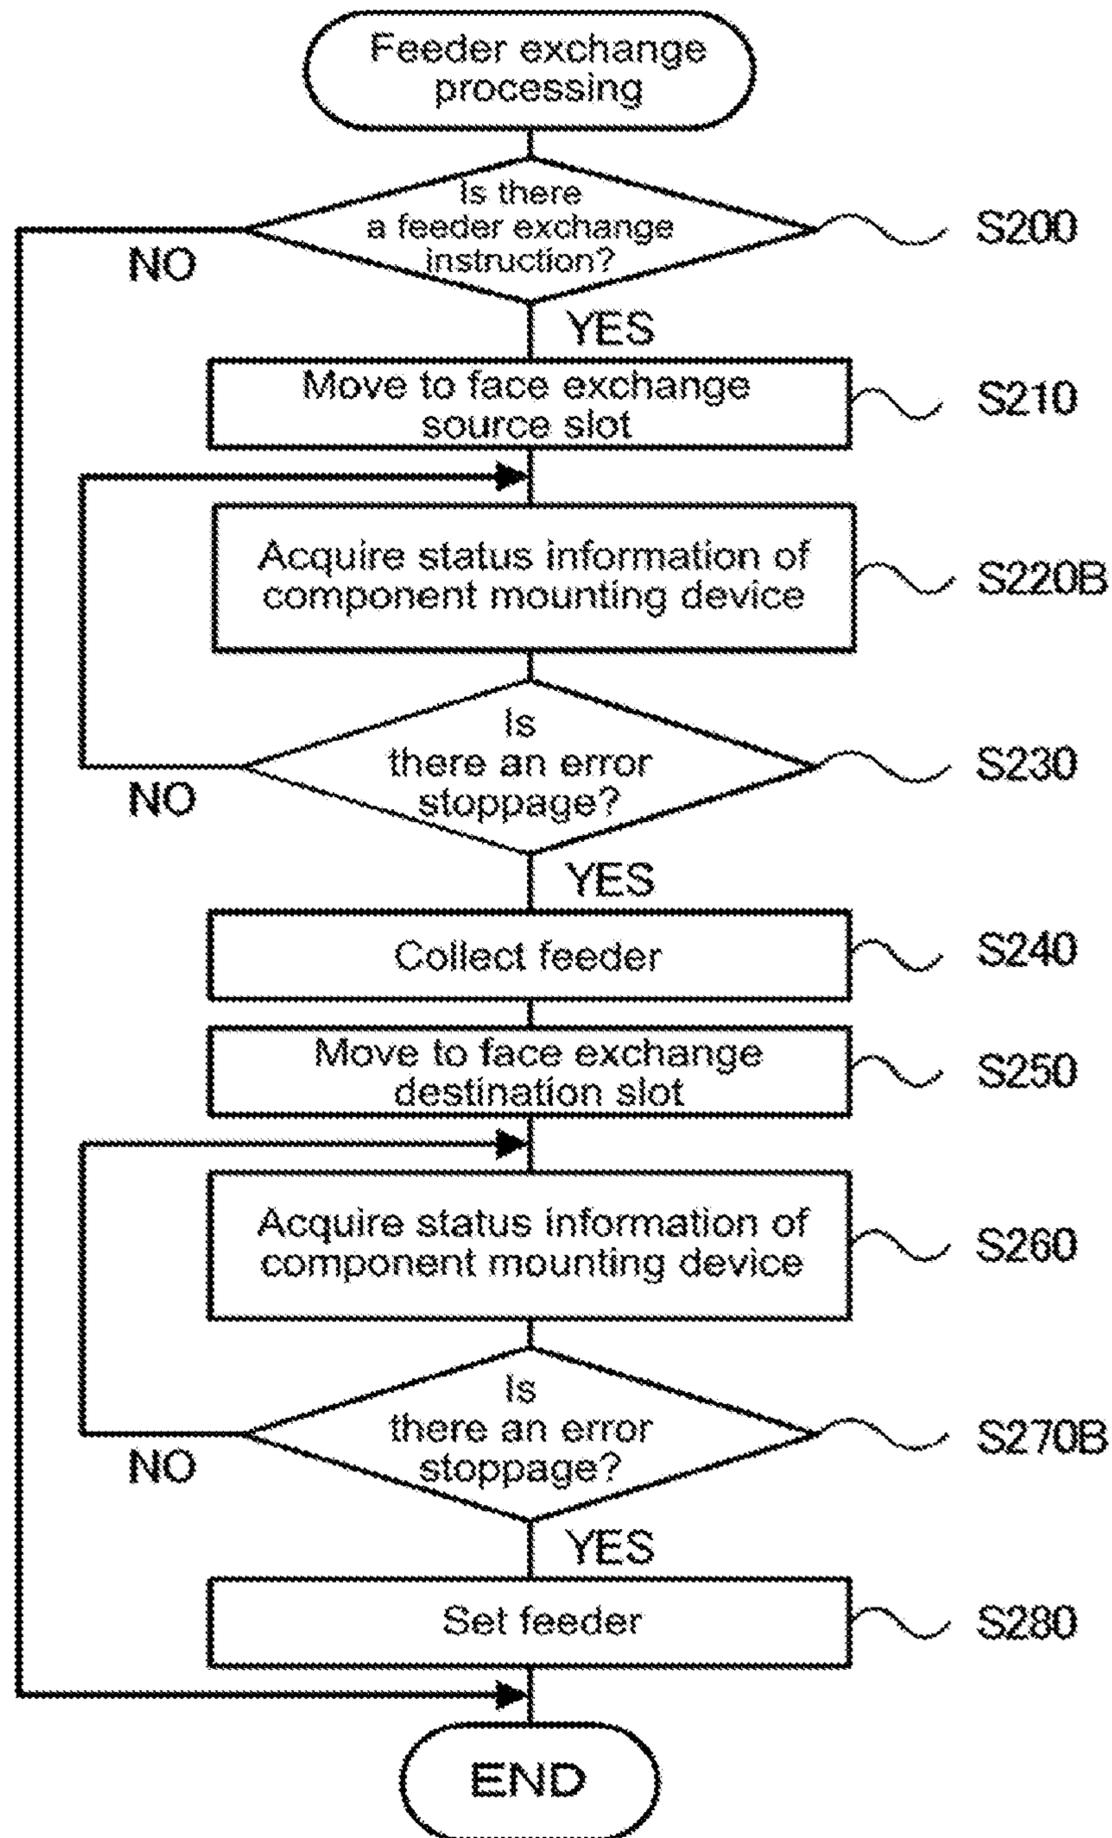 Feeder exchange
processing
Is there
a feeder exchange
instruction?
S200
NO
YES
Move to face exchange
source slot
S210
Acquire status information of
component mounting device
S220B
Is
there an error
stoppage?
S230
NO
YES
Collect feeder
S240
Move to face exchange
destination slot
S250
Acquire status information of
component mounting device
S260
Is
there an error
stoppage?
S270B
NO
YES
Set feeder
S280
END